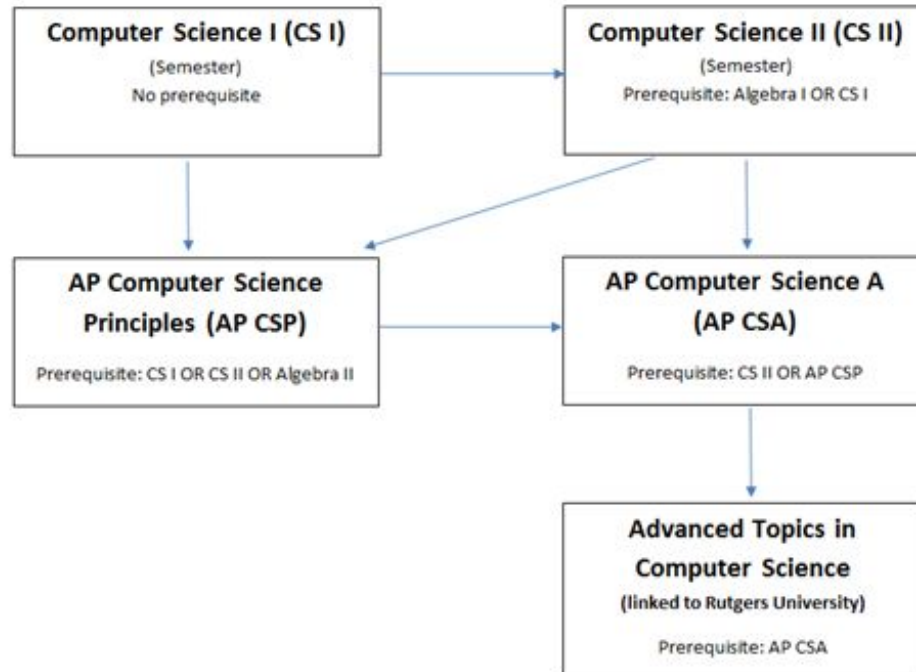 Computer Science I (CS I)
(Semester)
No prerequisite
Computer Science II (CS II)
(Semester)
Prerequisite: Algebra I OR CS I
AP Computer Science
Principles (AP CSP)
Prerequisite: CS I OR CS II OR Algebra II
AP Computer Science A
(AP CSA)
Prerequisite: CS II OR AP CSP
Advanced Topics in
Computer Science
(linked to Rutgers University)
Prerequisite: AP CSA